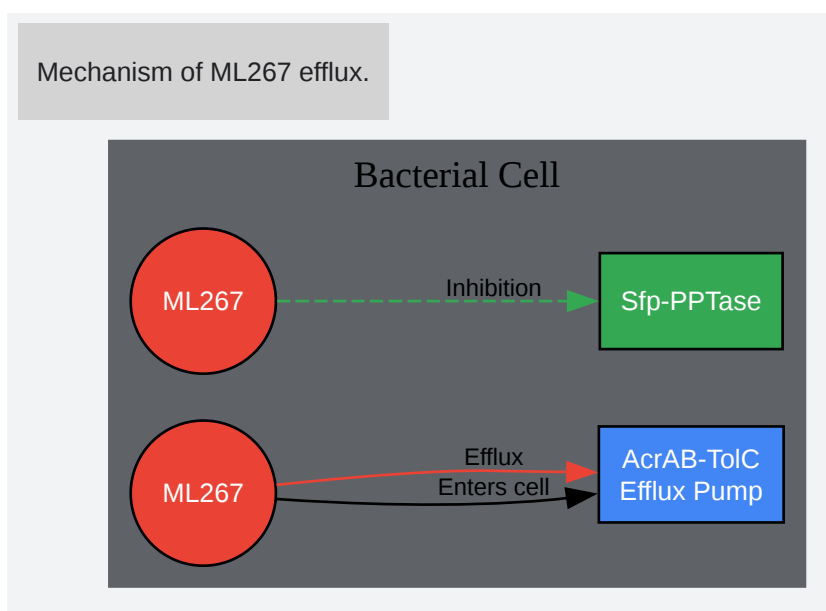 Mechanism of ML267 efflux.
Bacterial Cell
ML267
Inhibition
Sfp-PPTase
ML267
Efflux
Enters cell
AcrAB-TolC
Efflux Pump